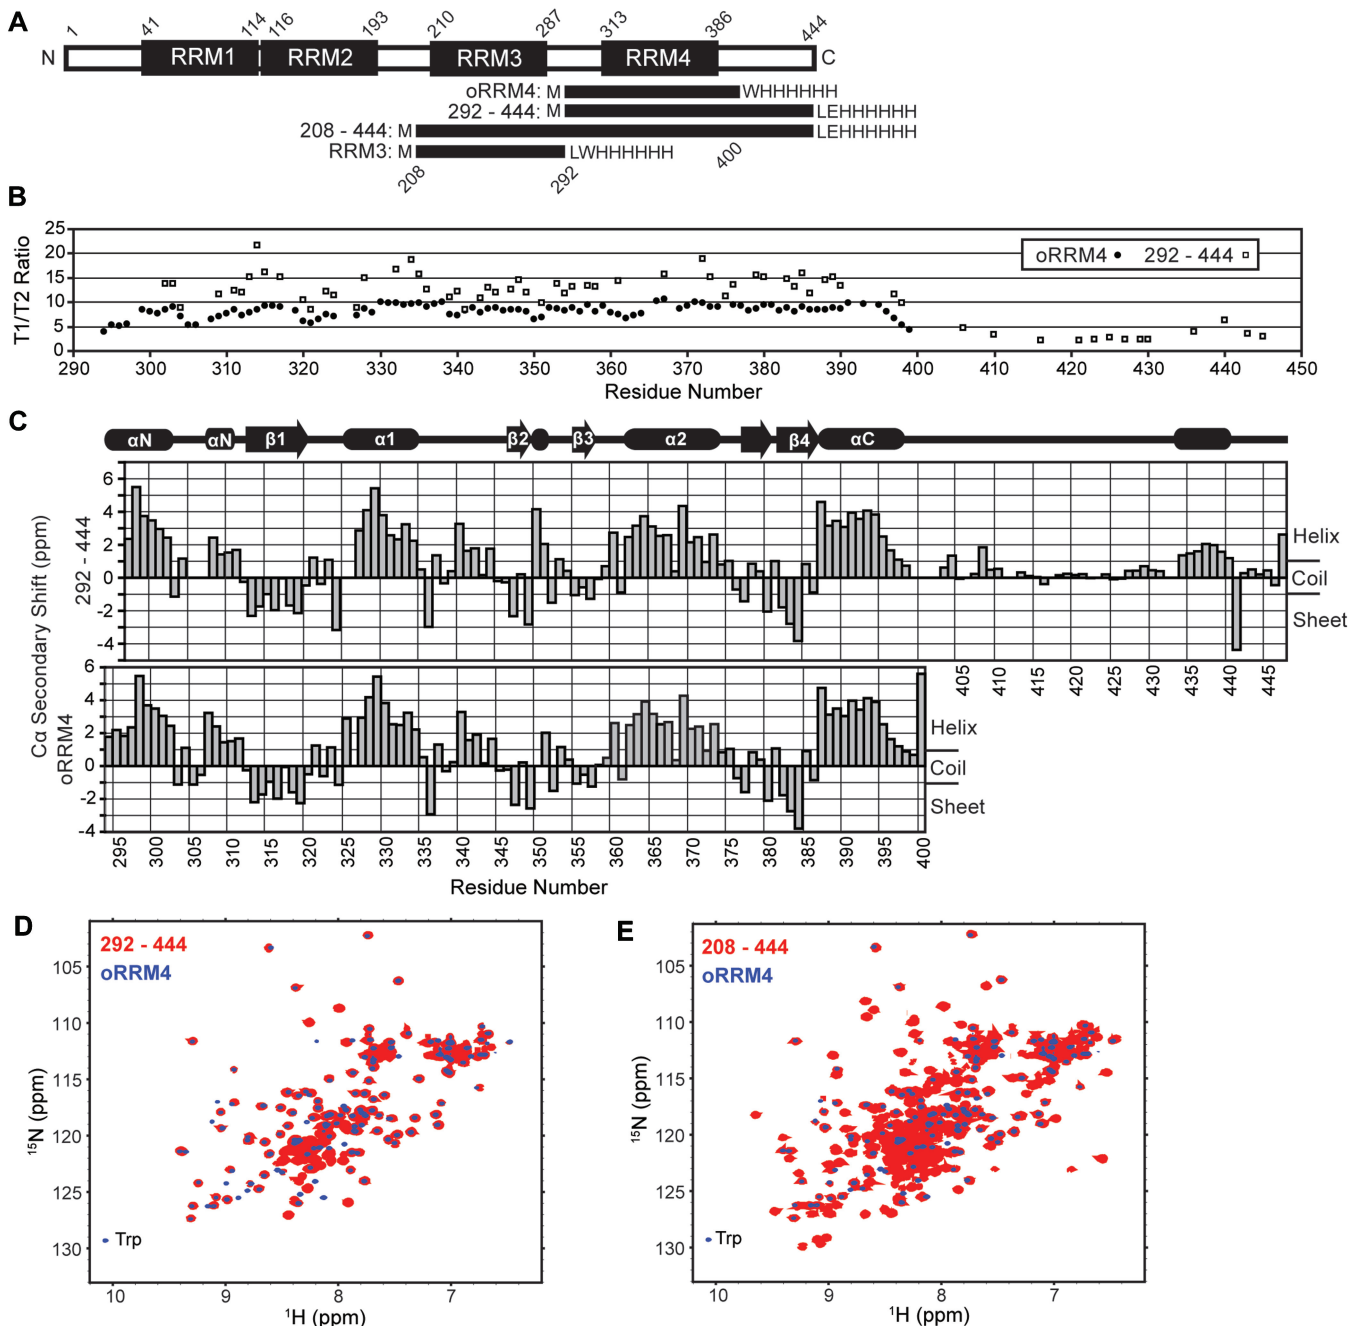 A
1 41 114 116 193 210 287 313 386 444
N RRM1 RRM2 RRM3 RRM4 C
oRRM4: M WHHHHHH
292 - 444: M LEHHHHHH
208 - 444: M LEHHHHHH
RRM3: M LWHHHHHH
208 292 400
B
T1/T2 Ratio
25
20
15
10
5
0
oRRM4 292 - 444
290 300 310 320 330 340 350 360 370 380 390 400 410 420 430 440 450
Residue Number
C
αN αN β1 α1 β2 β3 α2 β4 αC
Cα Secondary Shift (ppm)
292 - 444
6
4
2
0
-2
-4
Helix
Coil
Sheet
405 410 415 420 425 430 435 440 445
oRRM4
6
4
2
0
-2
-4
Helix
Coil
Sheet
295 300 305 310 315 320 325 330 335 340 345 350 355 360 365 370 375 380 385 390 395 400
Residue Number
D
292 - 444
oRRM4
105
110
115
120
125
130
15N (ppm)
Trp
10 9 8 7
1H (ppm)
E
208 - 444
oRRM4
105
110
115
120
125
130
15N (ppm)
Trp
10 9 8 7
1H (ppm)